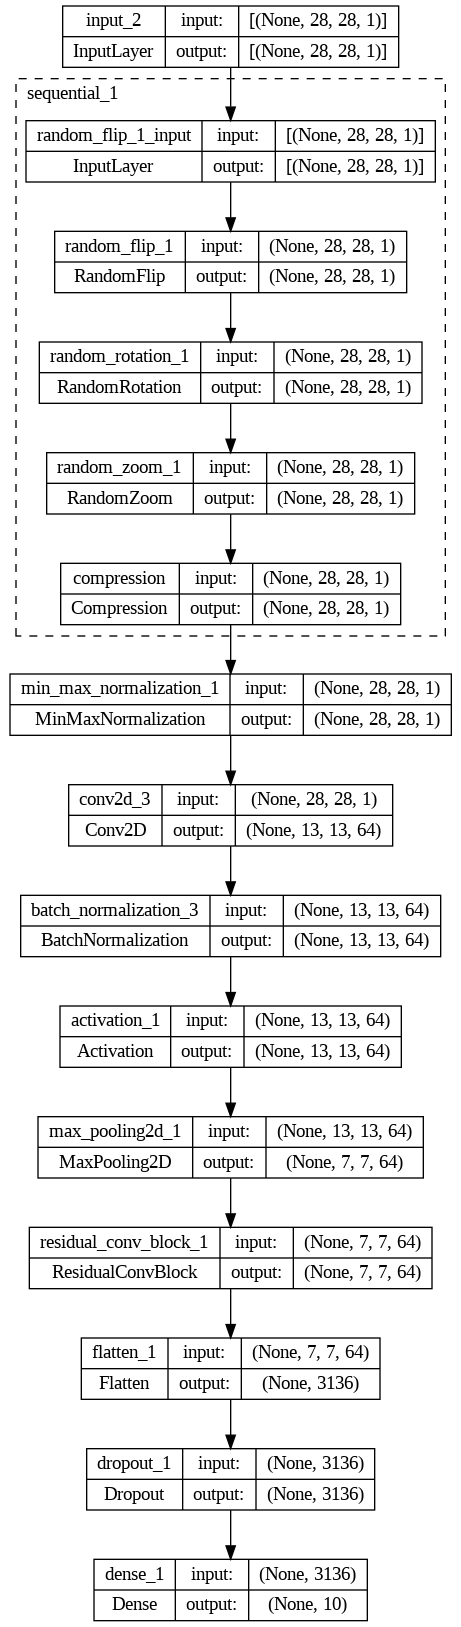 input_2 input: [(None, 28, 28, 1)]
InputLayer output: [(None, 28, 28, 1)]
sequential_1
random_flip_1_input input: [(None, 28, 28, 1)]
InputLayer output: [(None, 28, 28, 1)]
random_flip_1 input: (None, 28, 28, 1)
RandomFlip output: (None, 28, 28, 1)
random_rotation_1 input: (None, 28, 28, 1)
RandomRotation output: (None, 28, 28, 1)
random_zoom_1 input: (None, 28, 28, 1)
RandomZoom output: (None, 28, 28, 1)
compression input: (None, 28, 28, 1)
Compression output: (None, 28, 28, 1)
min_max_normalization_1 input: (None, 28, 28, 1)
MinMaxNormalization output: (None, 28, 28, 1)
conv2d_3 input: (None, 28, 28, 1)
Conv2D output: (None, 13, 13, 64)
batch_normalization_3 input: (None, 13, 13, 64)
BatchNormalization output: (None, 13, 13, 64)
activation_1 input: (None, 13, 13, 64)
Activation output: (None, 13, 13, 64)
max_pooling2d_1 input: (None, 13, 13, 64)
MaxPooling2D output: (None, 7, 7, 64)
residual_conv_block_1 input: (None, 7, 7, 64)
ResidualConvBlock output: (None, 7, 7, 64)
flatten_1 input: (None, 7, 7, 64)
Flatten output: (None, 3136)
dropout_1 input: (None, 3136)
Dropout output: (None, 3136)
dense_1 input: (None, 3136)
Dense output: (None, 10)